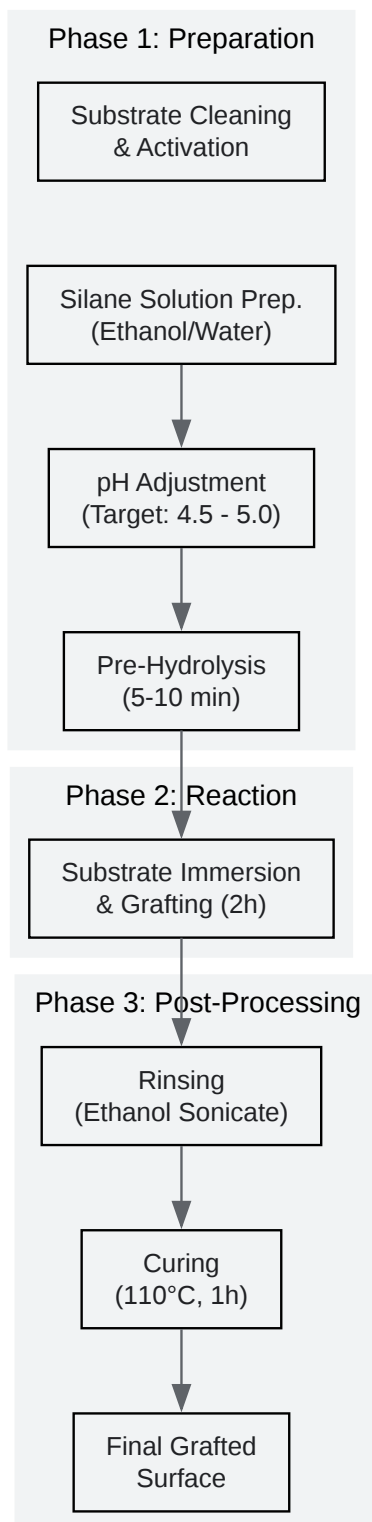 Phase 1: Preparation
Substrate Cleaning
& Activation
Silane Solution Prep.
(Ethanol/Water)
pH Adjustment
(Target: 4.5 - 5.0)
Pre-Hydrolysis
(5-10 min)
Phase 2: Reaction
Substrate Immersion
& Grafting (2h)
Phase 3: Post-Processing
Rinsing
(Ethanol Sonicate)
Curing
(110°C, 1h)
Final Grafted
Surface